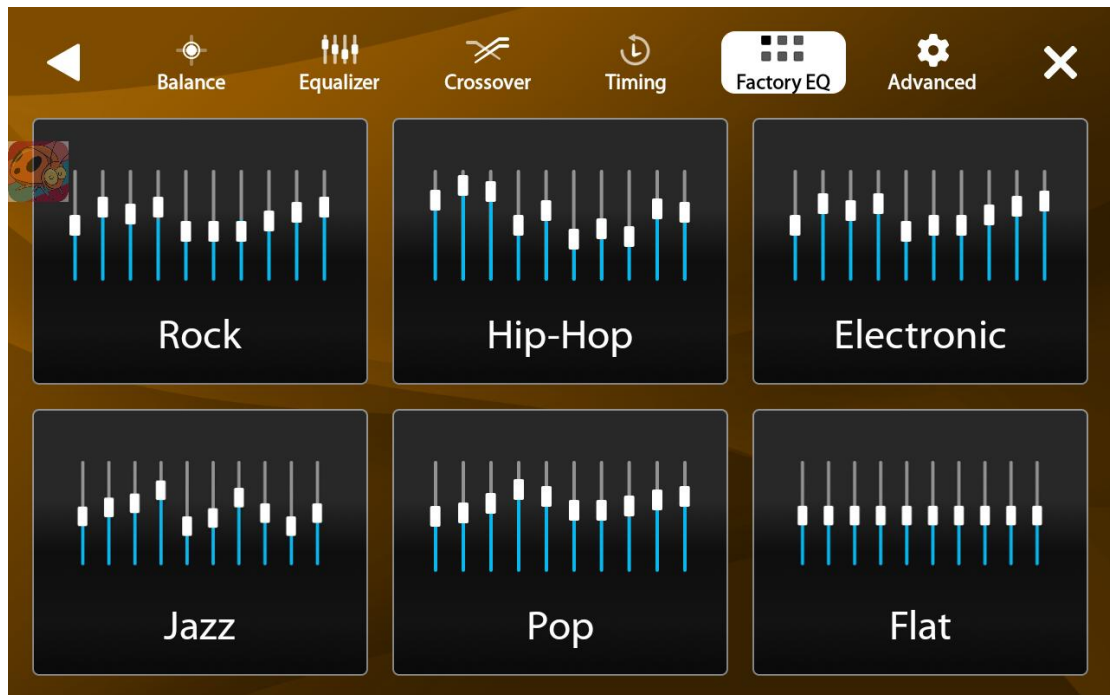 Balance
Equalizer
Crossover
Timing
Factory EQ
Advanced
Rock
Hip-Hop
Electronic
Jazz
Pop
Flat